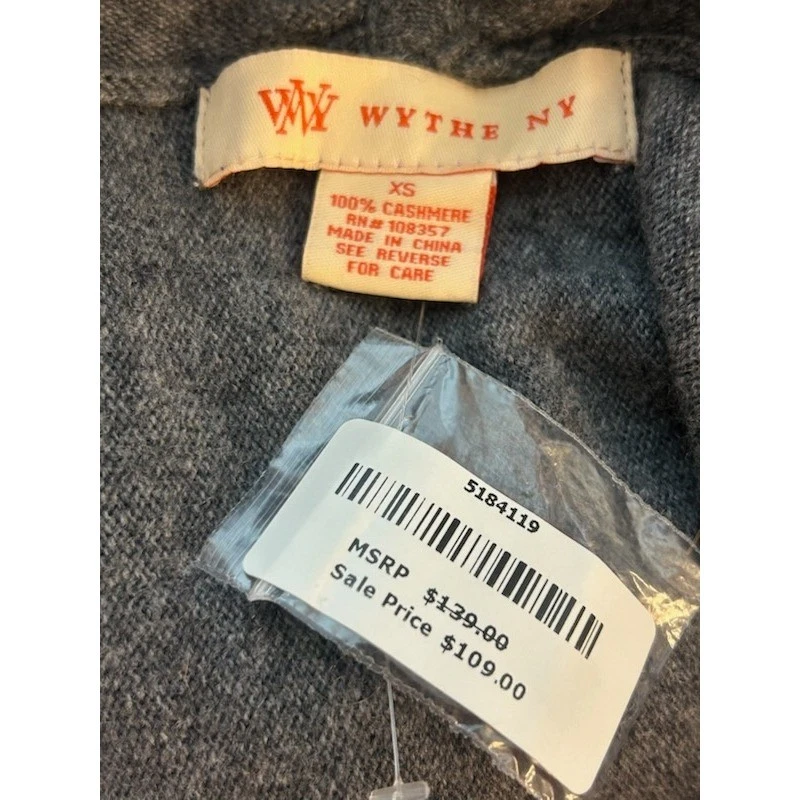 WNY WYTHE NY
XS
100% CASHMERE
RN# 108357
MADE IN CHINA
SEE REVERSE
FOR CARE
5184119
MSRP $139.00
Sale Price $109.00